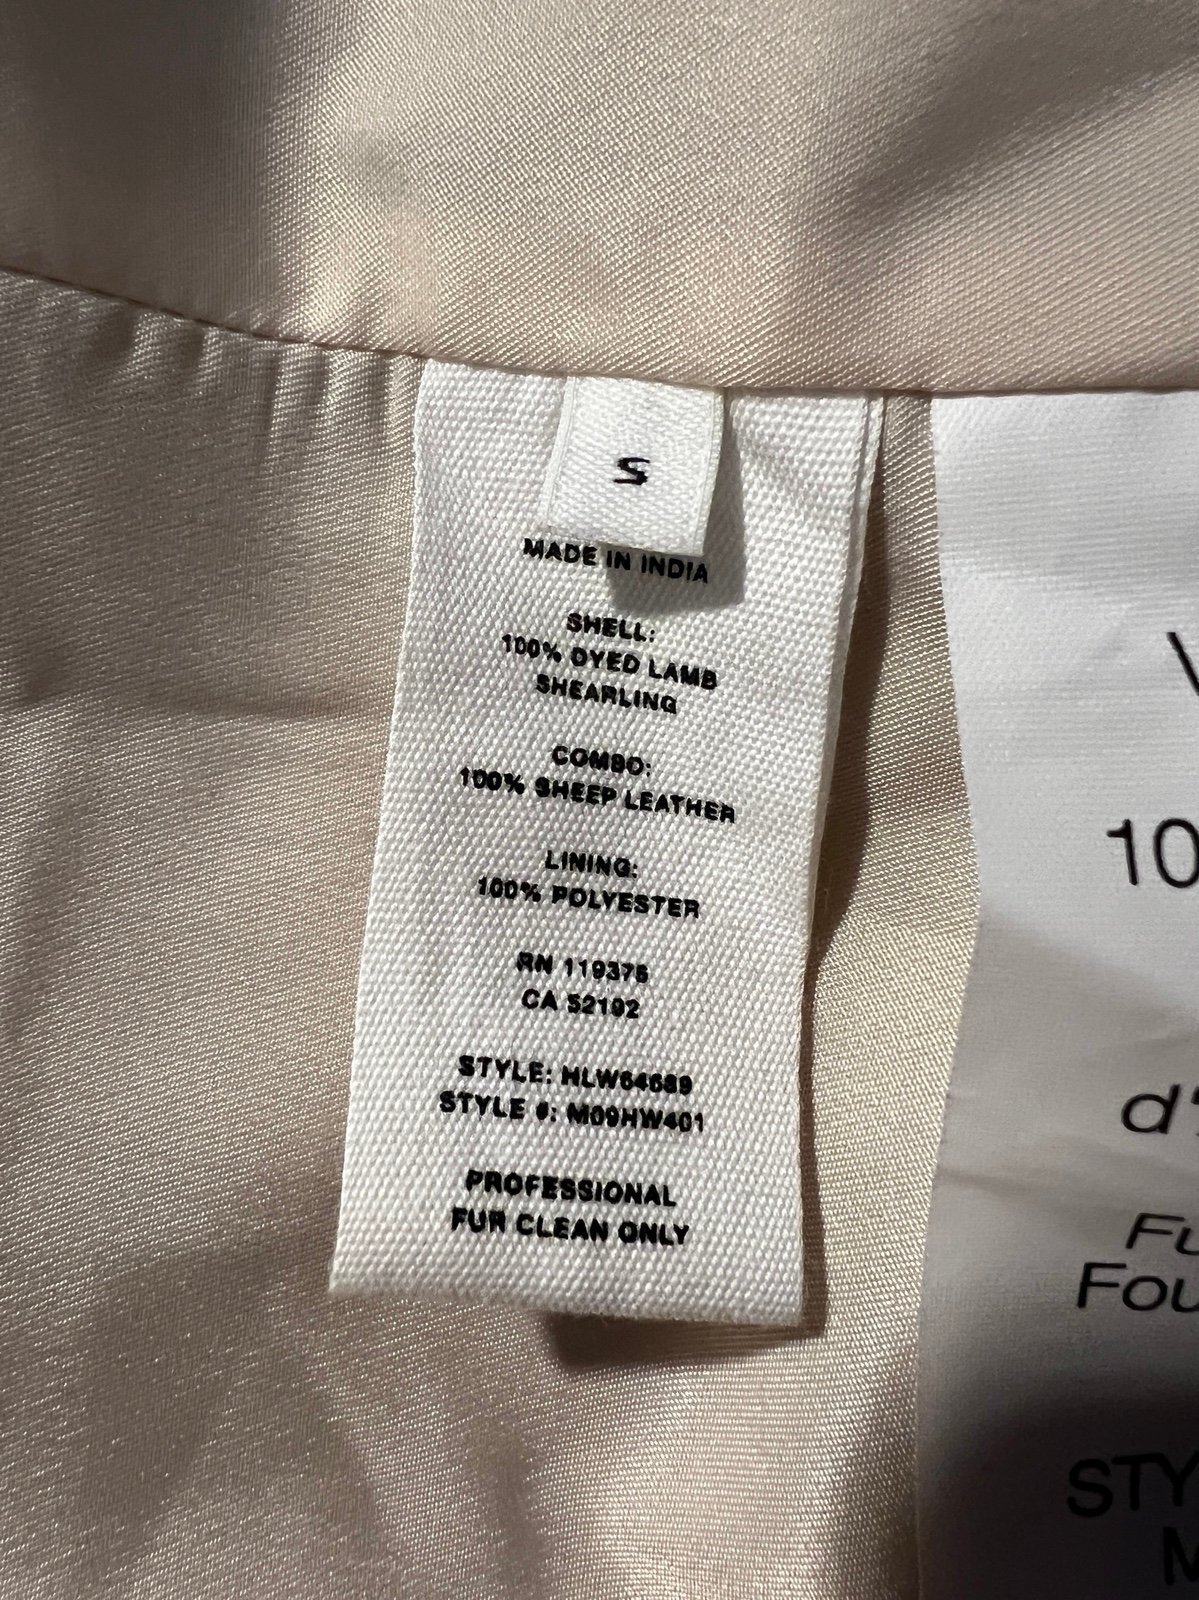 S
MADE IN INDIA
SHELL:
100% DYED LAMB
SHEARLING
COMBO:
100% SHEEP LEATHER
LINING:
100% POLYESTER
RN 119376
CA 52192
STYLE: HLW64689
STYLE #: M09HW401
PROFESSIONAL
FUR CLEAN ONLY
10
d'
Fu
Fou
STY
M